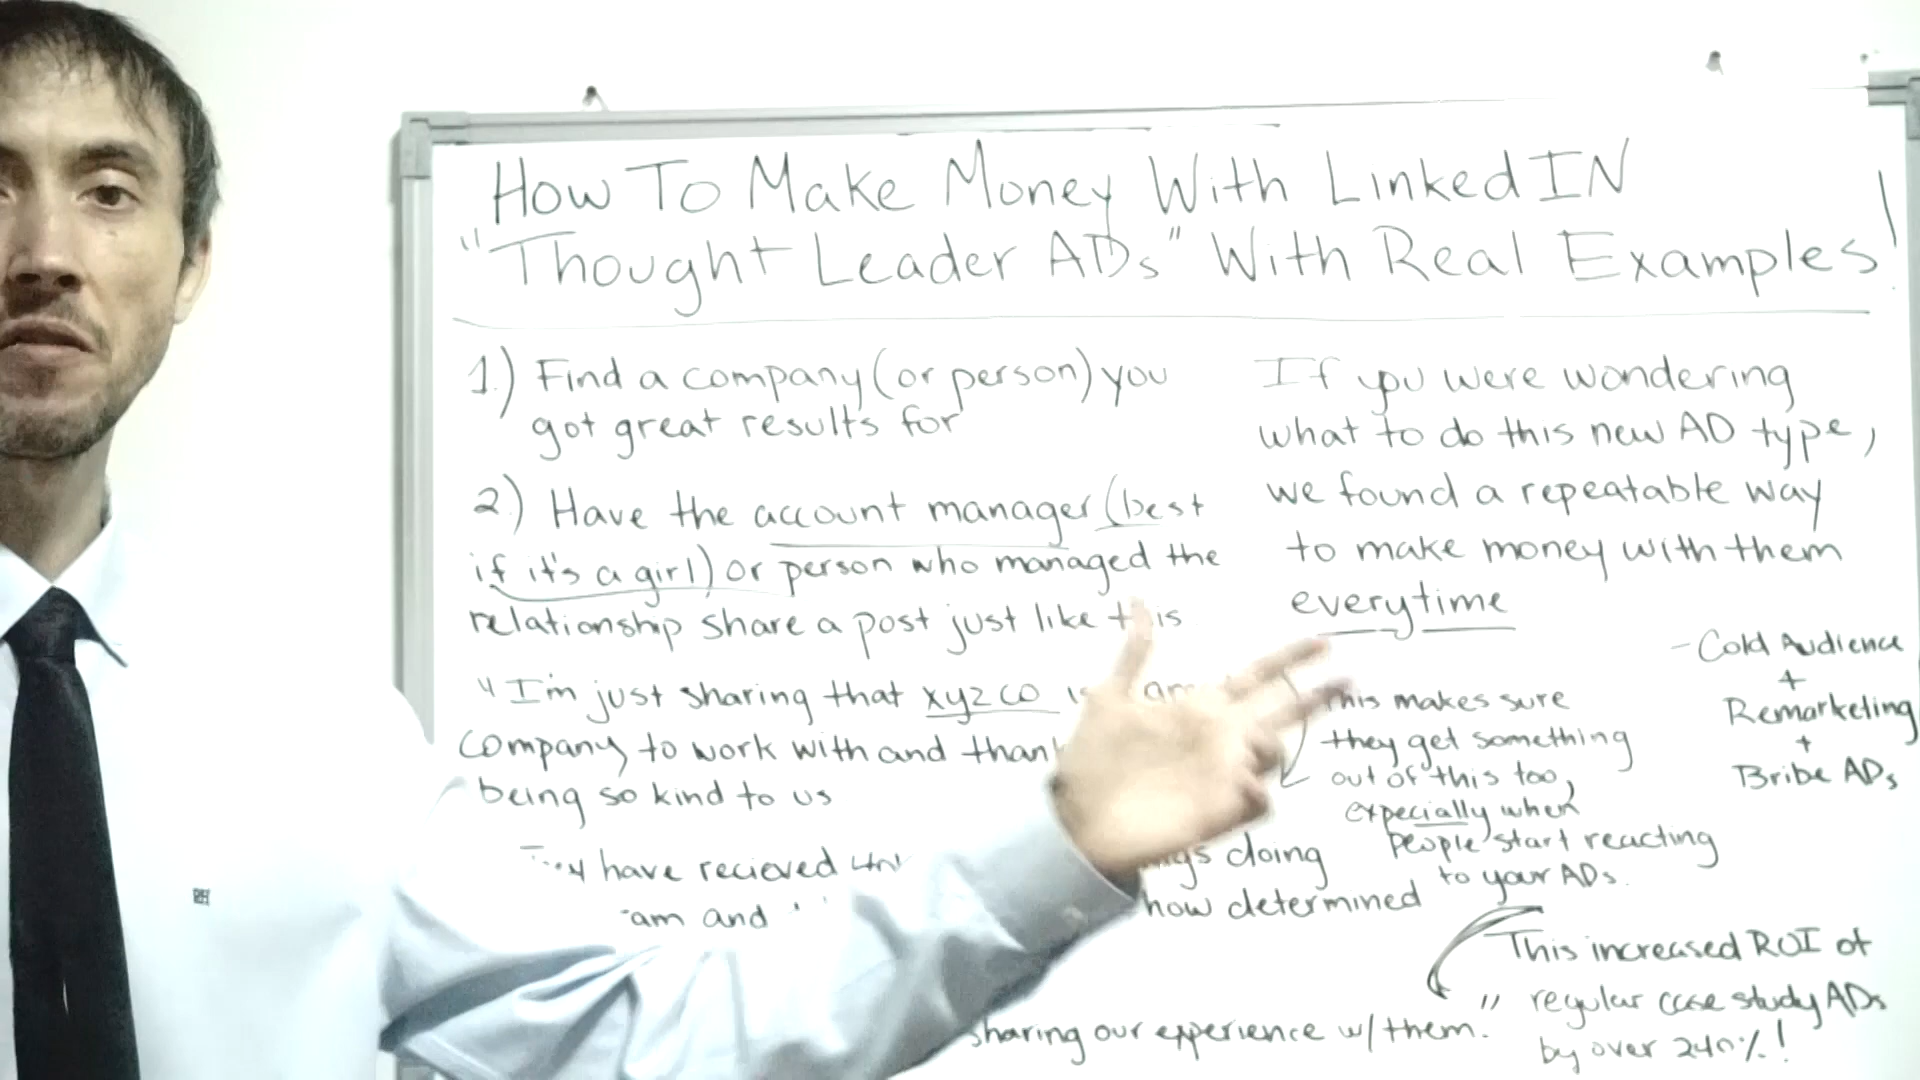 How To Make Money With LinkedIN
"Thought Leader ADs" With Real Examples!
1.) Find a company (or person) you
got great results for
2.) Have the account manager (best
if it's a girl) or person who managed the
relationship share a post just like
"I'm just sharing that xyz co
company to work with and
being so kind to us
have recieved
and
doing
how determined
sharing our experience w/ them."
If you were wondering
what to do this new AD type,
we found a repeatable way
to make money with them
everytime
This makes sure
they get something
out of this too,
expecially when
people start reacting
to your ADs.
- Cold Audience
+
Remarketing
+
Bribe ADs
This increased ROI of
regular case study ADs
by over 240%!